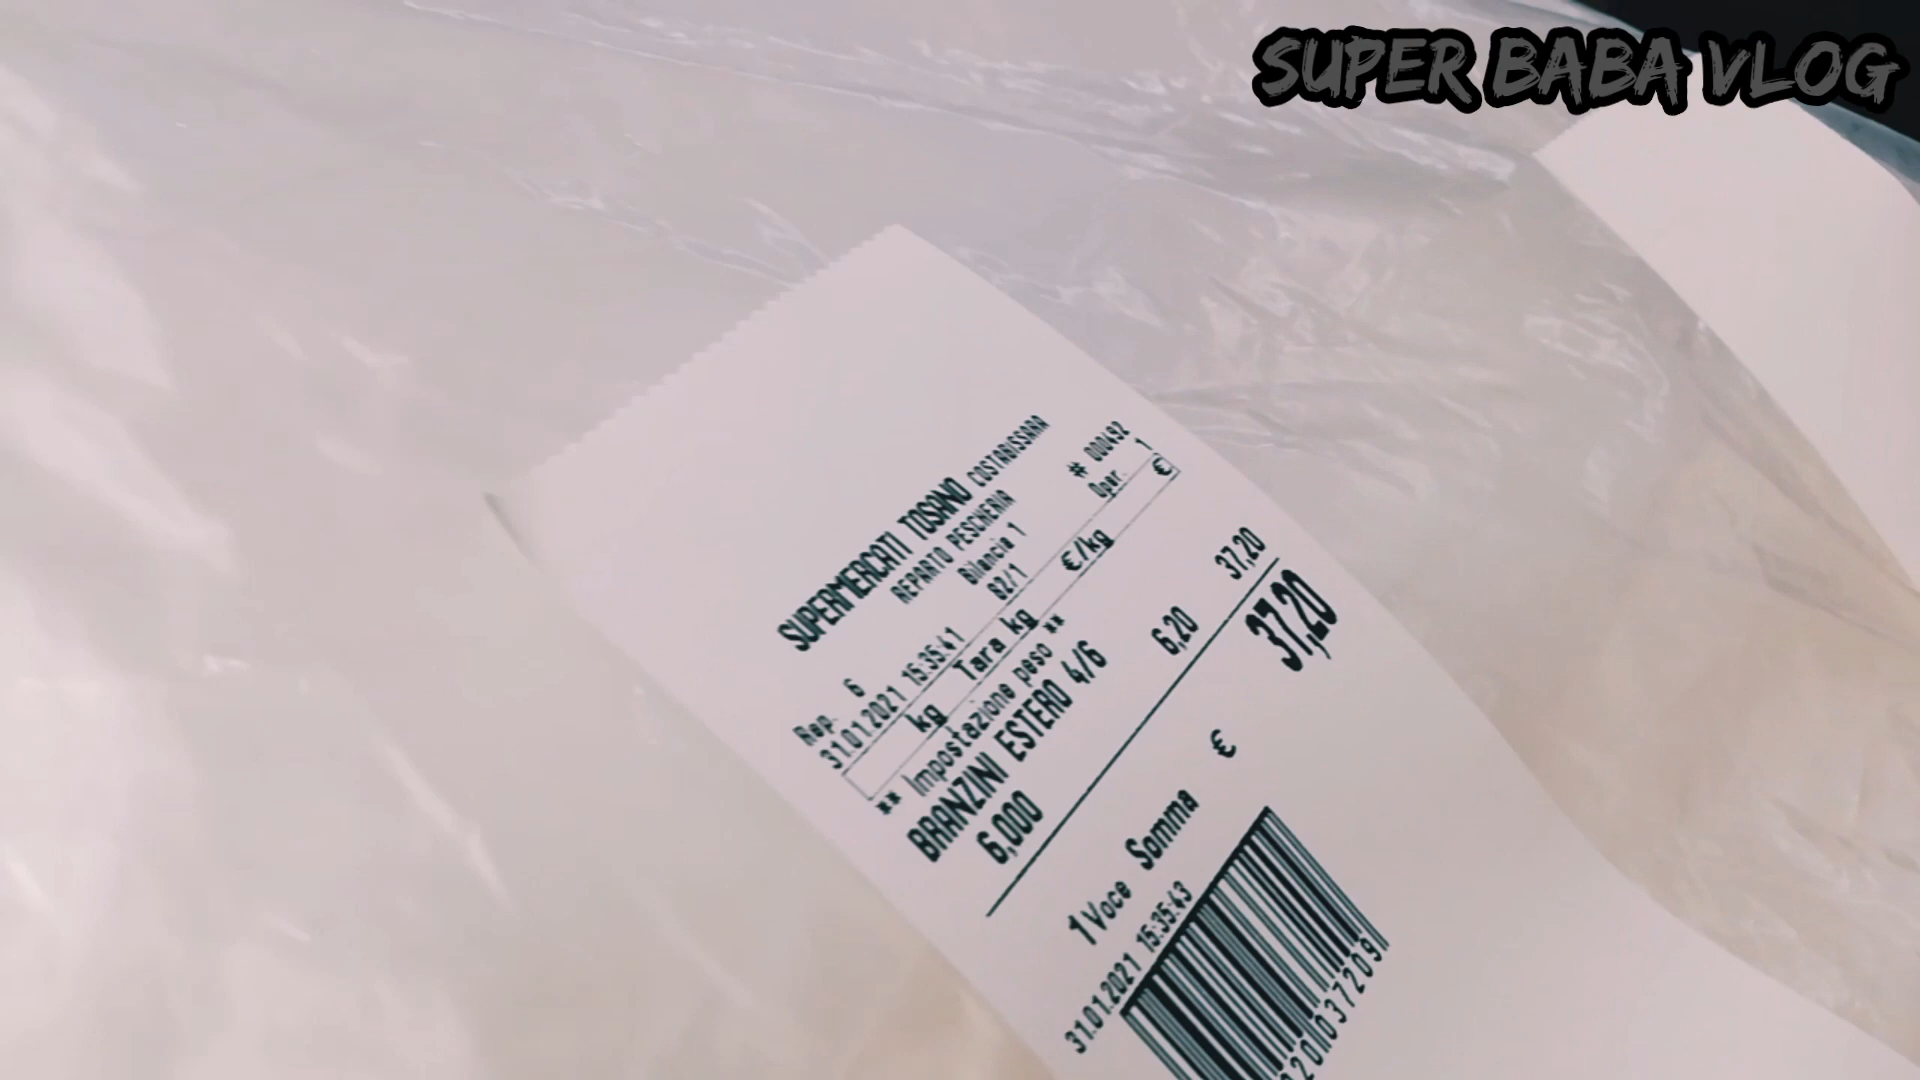 SUPER BABA VLOG
SUPERMERCATI TOSANO COSTABISSARA
REPARTO PESCHERIA
Bilancia 1
# 000492
Rep. 6 B2/1 Oper. 1
31.01.2021 15:35:41
kg Tara kg €/kg €
** Impostazione peso **
BRANZINI ESTERO 4/6
6,000 6,20 37,20
1 Voce Somma € 37,20
31.01.2021 15:35:43